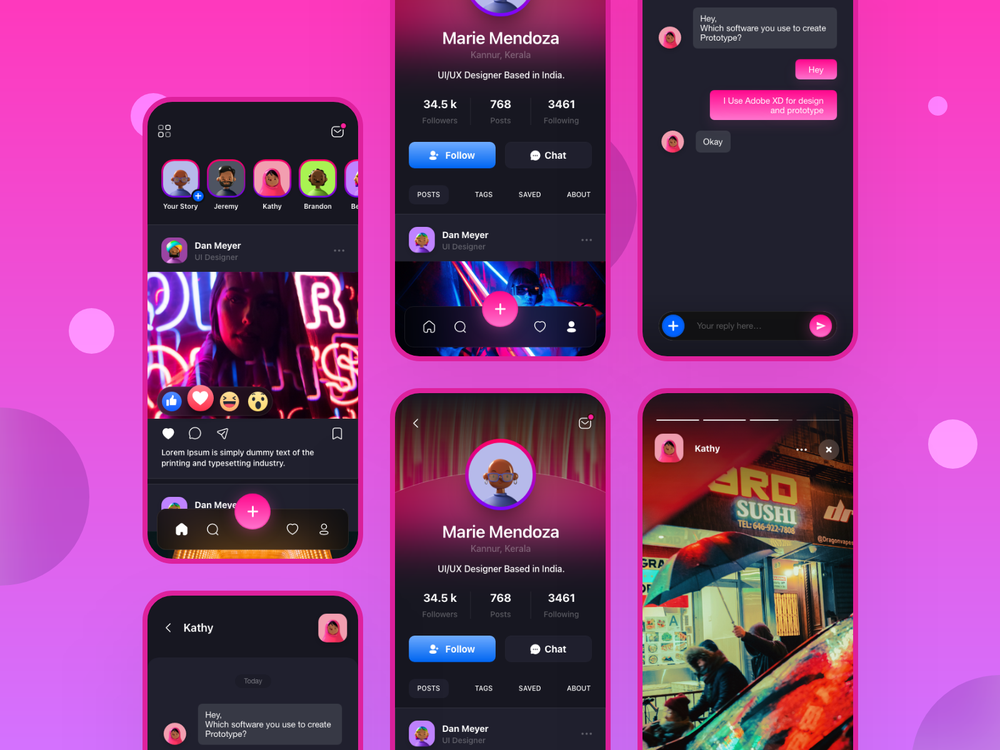 Your Story
Jeremy
Kathy
Brandon
Be
Dan Meyer
UI Designer
Lorem Ipsum is simply dummy text of the
printing and typesetting industry.
Dan Meye
Kathy
Today
Hey,
Which software you use to create
Prototype?
Marie Mendoza
Kannur, Kerala
UI/UX Designer Based in India.
34.5 k 768 3461
Followers Posts Following
Follow Chat
POSTS TAGS SAVED ABOUT
Dan Meyer
UI Designer
Marie Mendoza
Kannur, Kerala
UI/UX Designer Based in India.
34.5 k 768 3461
Followers Posts Following
Follow Chat
POSTS TAGS SAVED ABOUT
Dan Meyer
UI Designer
Hey,
Which software you use to create
Prototype?
Hey
I Use Adobe XD for design
and prototype
Okay
Your reply here...
Kathy
3RD
SUSHI
TEL: 646-922-7808